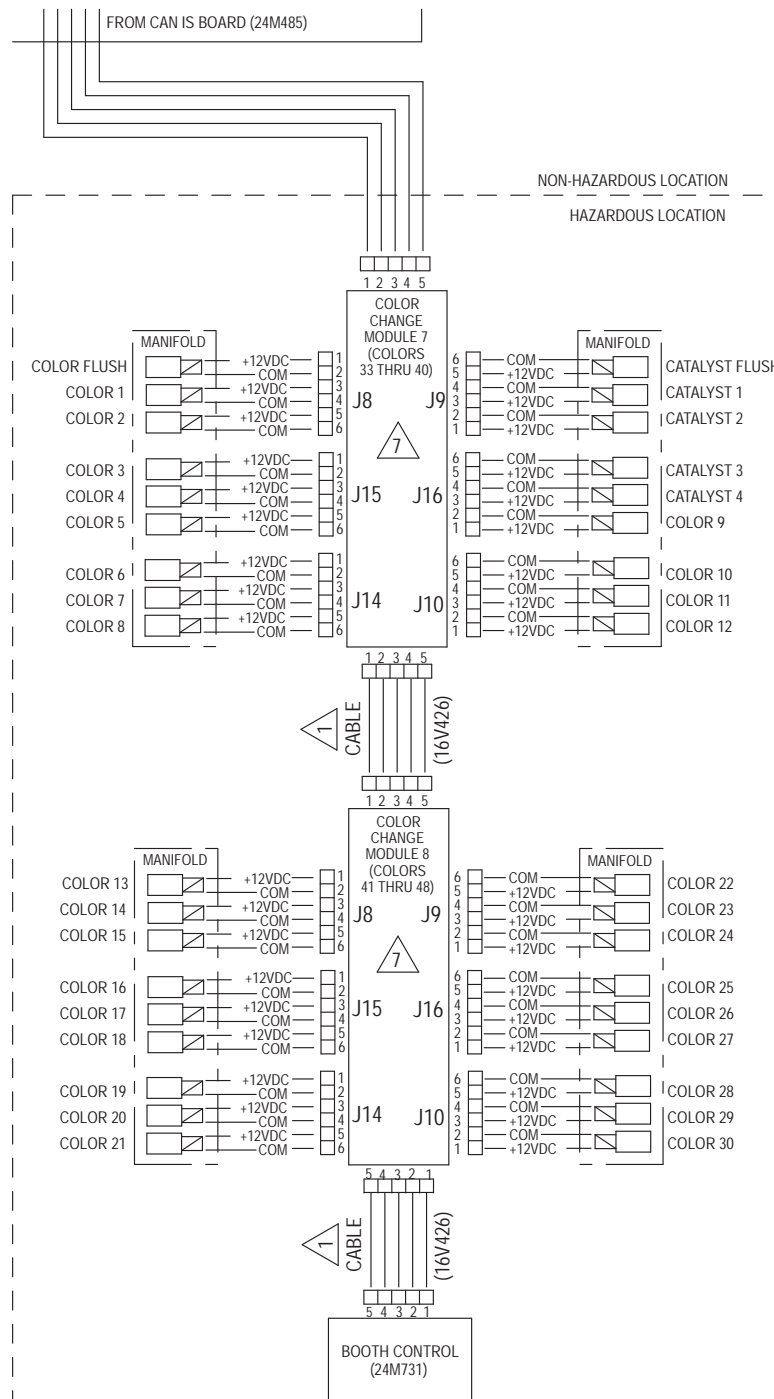 FROM CAN IS BOARD (24M485)
NON-HAZARDOUS LOCATION
HAZARDOUS LOCATION
1 2 3 4 5
COLOR
CHANGE
MODULE 7
(COLORS
33 THRU 40)
MANIFOLD
MANIFOLD
COLOR FLUSH +12VDC 1 6 COM CATALYST FLUSH
COM 2 5 +12VDC
COLOR 1 +12VDC 3 4 COM CATALYST 1
COM 4 J8 J9 3 +12VDC
COLOR 2 +12VDC 5 2 COM CATALYST 2
COM 6 1 +12VDC
7
COLOR 3 +12VDC 1 6 COM CATALYST 3
COM 2 5 +12VDC
COLOR 4 +12VDC 3 4 COM CATALYST 4
COM 4 J15 J16 3 +12VDC
COLOR 5 +12VDC 5 2 COM COLOR 9
COM 6 1 +12VDC
COLOR 6 +12VDC 1 6 COM COLOR 10
COM 2 5 +12VDC
COLOR 7 +12VDC 3 4 COM COLOR 11
COM 4 J14 J10 3 +12VDC
COLOR 8 +12VDC 5 2 COM COLOR 12
COM 6 1 +12VDC
1 2 3 4 5
1 CABLE (16V426)
1 2 3 4 5
COLOR
CHANGE
MODULE 8
(COLORS
41 THRU 48)
MANIFOLD
MANIFOLD
COLOR 13 +12VDC 1 6 COM COLOR 22
COM 2 5 +12VDC
COLOR 14 +12VDC 3 4 COM COLOR 23
COM 4 J8 J9 3 +12VDC
COLOR 15 +12VDC 5 2 COM COLOR 24
COM 6 1 +12VDC
7
COLOR 16 +12VDC 1 6 COM COLOR 25
COM 2 5 +12VDC
COLOR 17 +12VDC 3 4 COM COLOR 26
COM 4 J15 J16 3 +12VDC
COLOR 18 +12VDC 5 2 COM COLOR 27
COM 6 1 +12VDC
COLOR 19 +12VDC 1 6 COM COLOR 28
COM 2 5 +12VDC
COLOR 20 +12VDC 3 4 COM COLOR 29
COM 4 J14 J10 3 +12VDC
COLOR 21 +12VDC 5 2 COM COLOR 30
COM 6 1 +12VDC
5 4 3 2 1
1 CABLE (16V426)
5 4 3 2 1
BOOTH CONTROL
(24M731)